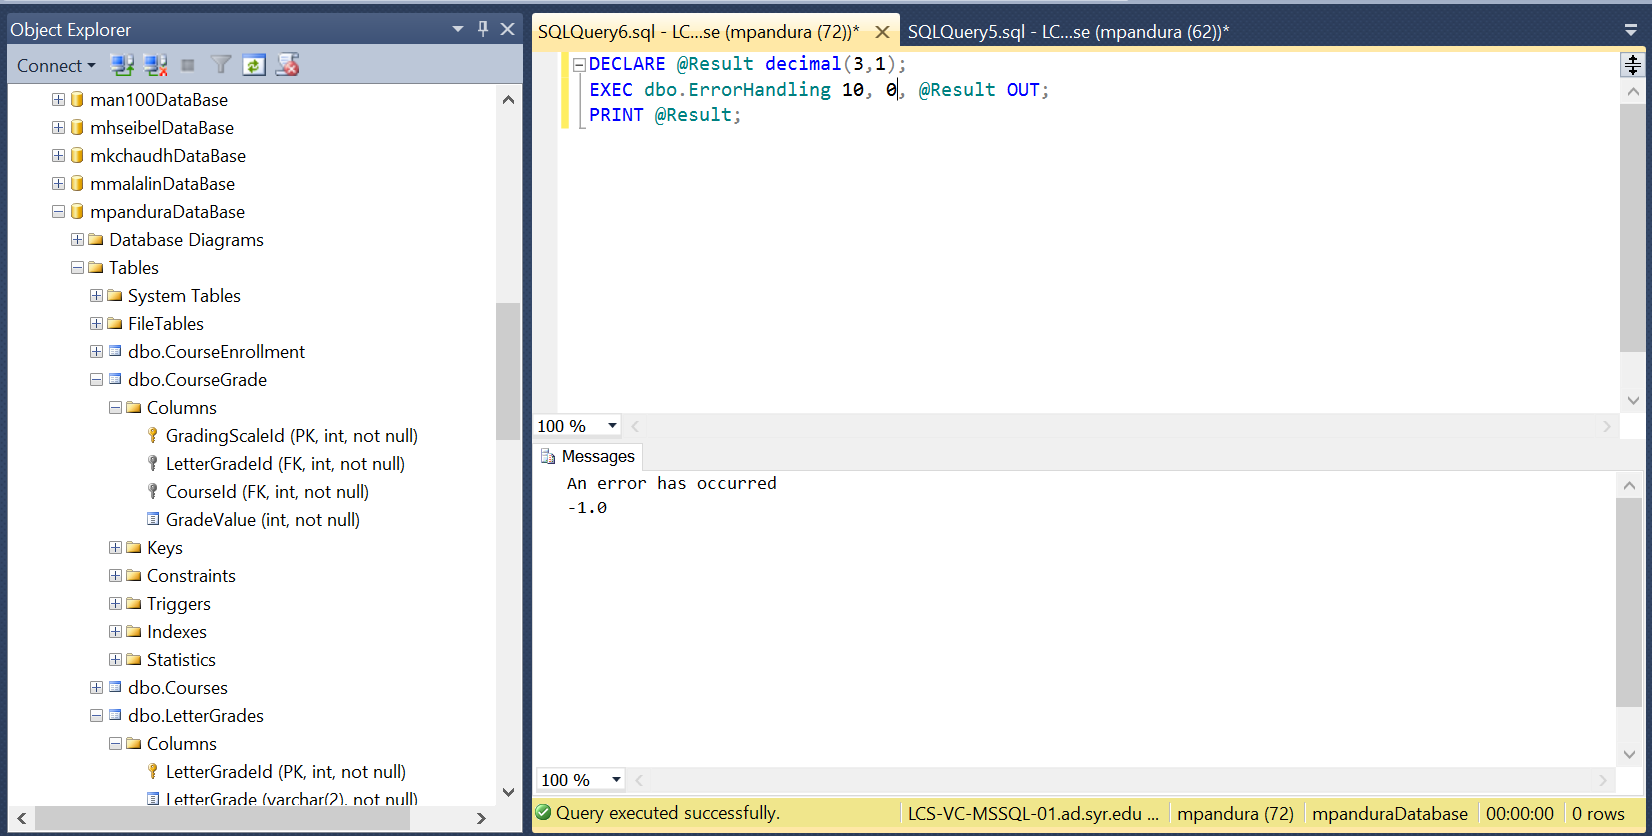 Object Explorer
Connect
man100DataBase
mhseibelDataBase
mkchaudhDataBase
mmalalinDataBase
mpanduraDataBase
Database Diagrams
Tables
System Tables
FileTables
dbo.CourseEnrollment
dbo.CourseGrade
Columns
GradingScaleId (PK, int, not null)
LetterGradeId (FK, int, not null)
CourseId (FK, int, not null)
GradeValue (int, not null)
Keys
Constraints
Triggers
Indexes
Statistics
dbo.Courses
dbo.LetterGrades
Columns
LetterGradeId (PK, int, not null)
LetterGrade (varchar(2), not null)
SQLQuery6.sql - LC...se (mpandura (72))* SQLQuery5.sql - LC...se (mpandura (62))*
DECLARE @Result decimal(3,1);
EXEC dbo.ErrorHandling 10, 0, @Result OUT;
PRINT @Result;
100 %
Messages
An error has occurred
-1.0
100 %
Query executed successfully. LCS-VC-MSSQL-01.ad.syr.edu ... mpandura (72) mpanduraDatabase 00:00:00 0 rows